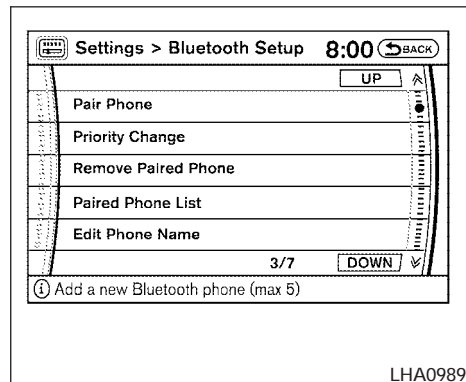 Settings > Bluetooth Setup 8:00 BACK
UP
Pair Phone
Priority Change
Remove Paired Phone
Paired Phone List
Edit Phone Name
3/7 DOWN
i Add a new Bluetooth phone (max 5)
LHA0989